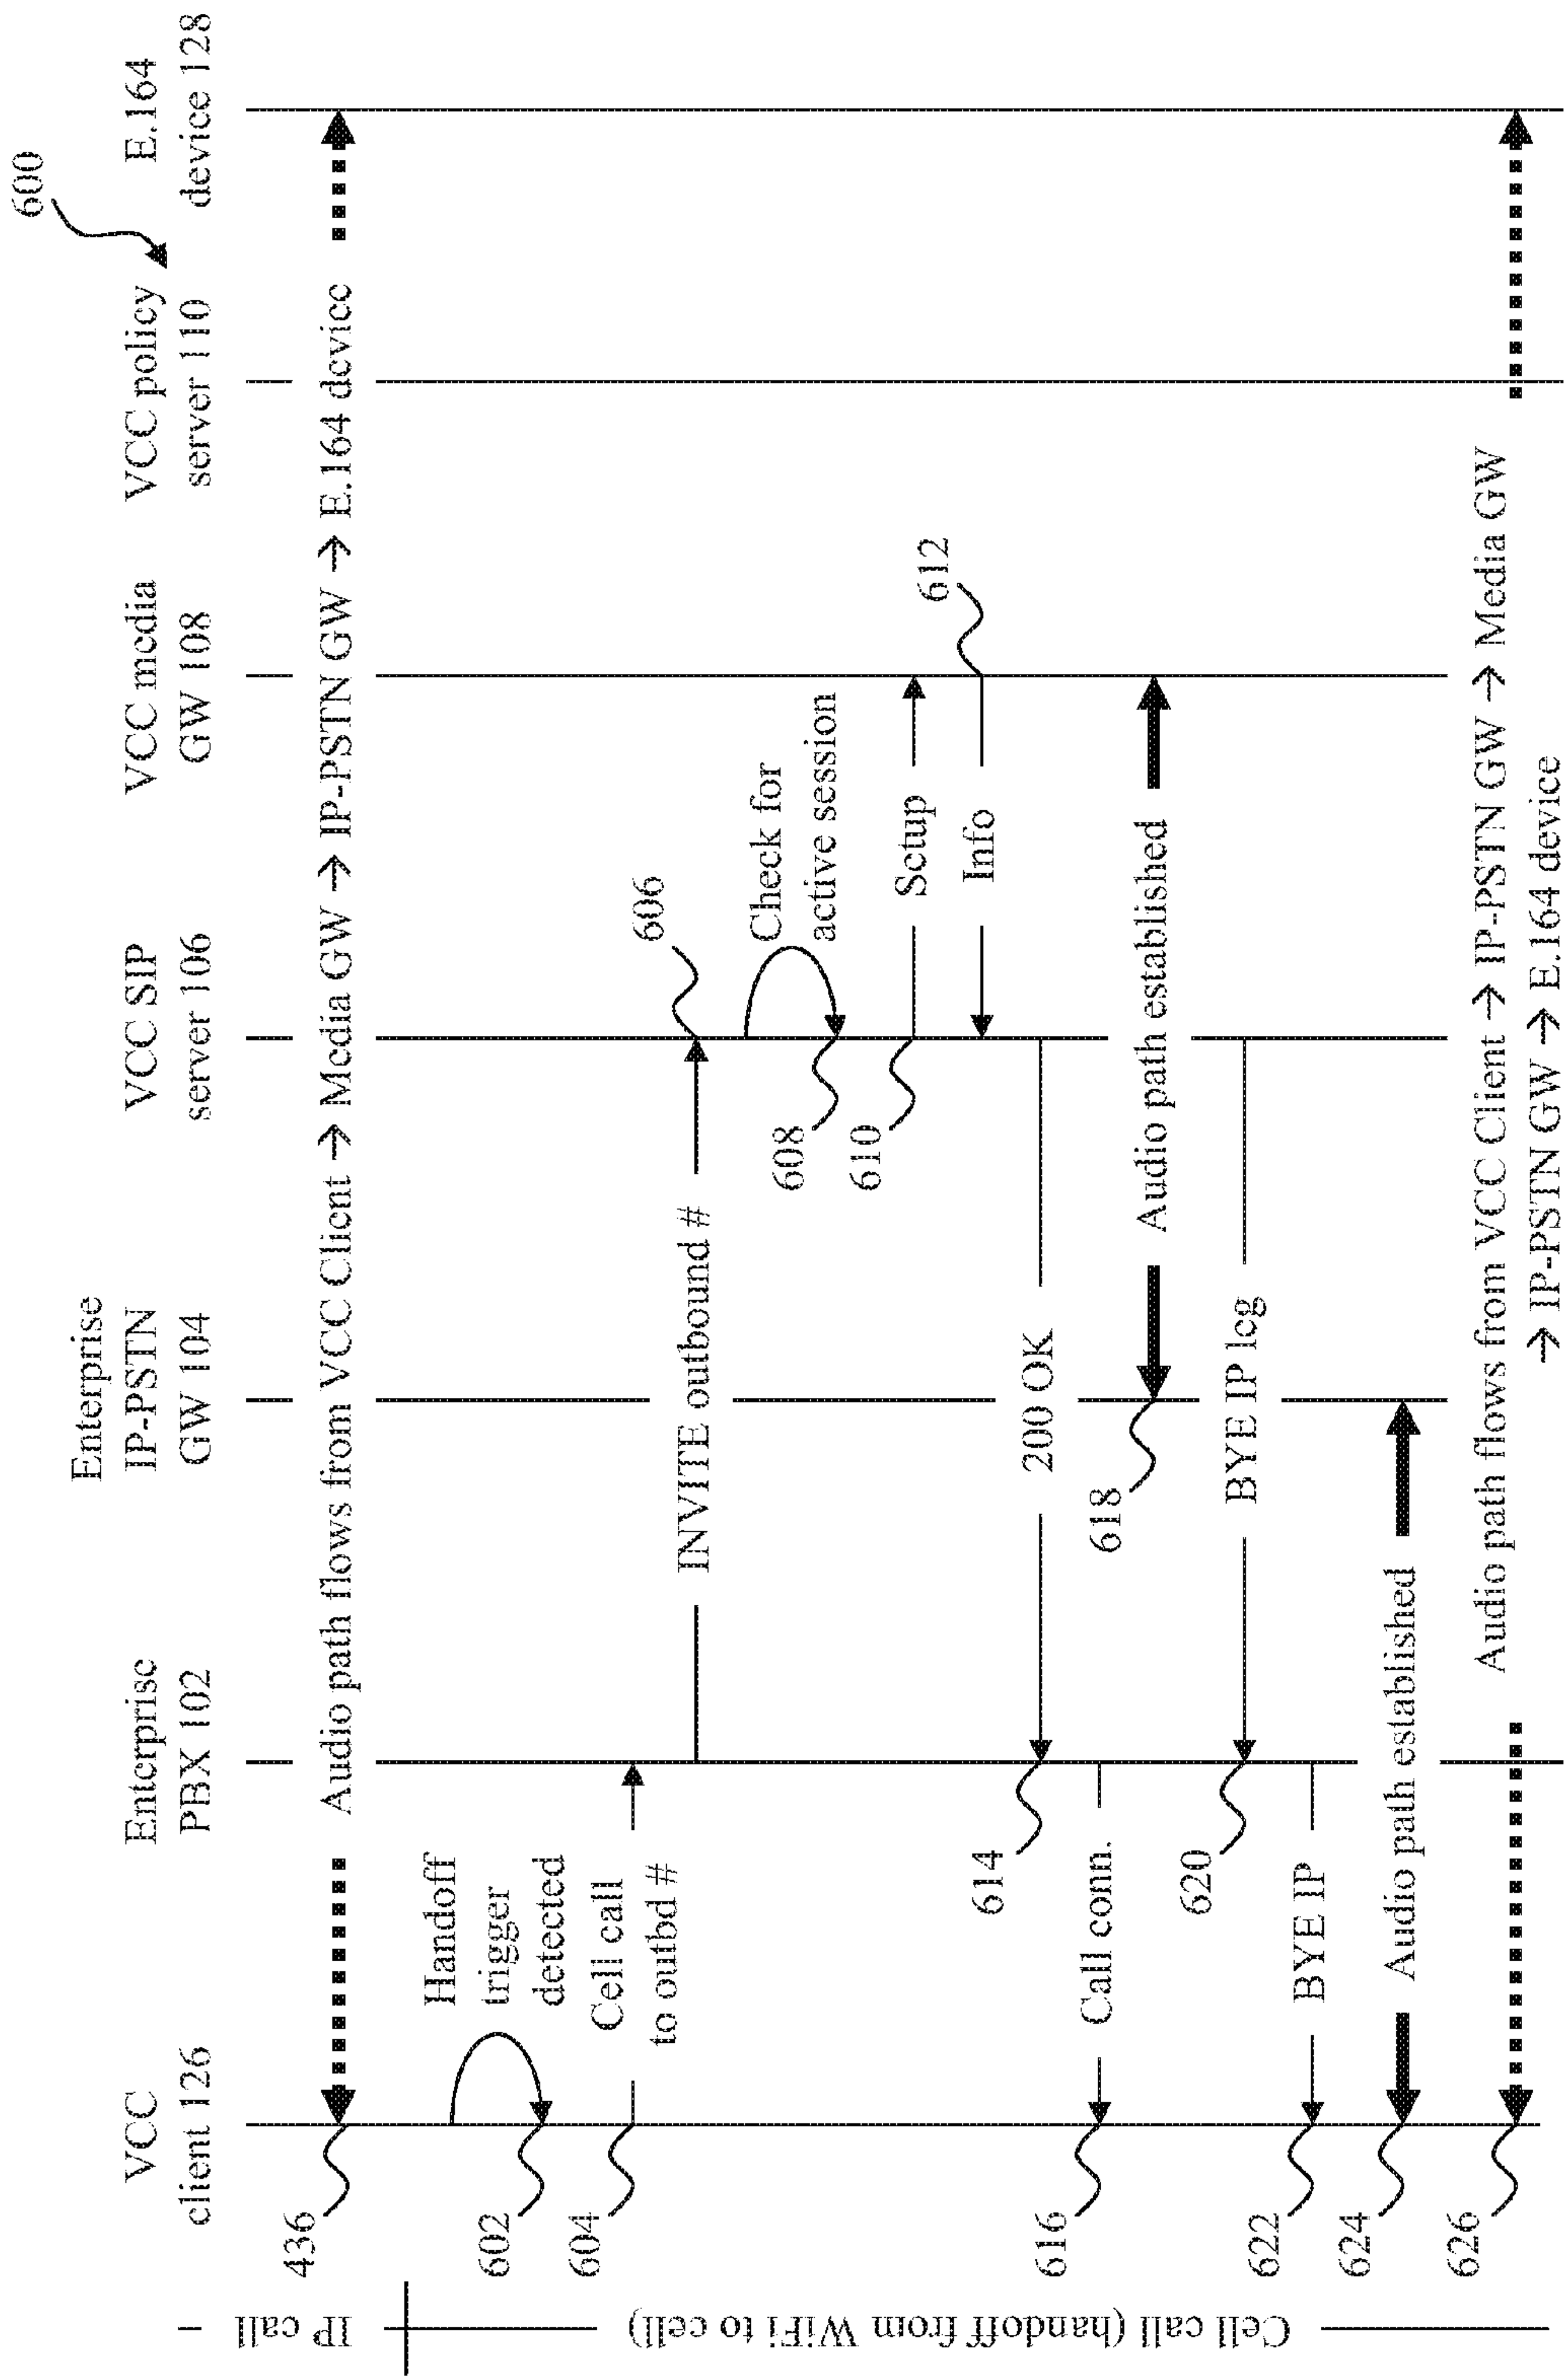 600
VCC
client 126
Enterprise
PBX 102
Enterprise
IP-PSTN
GW 104
VCC SIP
server 106
VCC media
GW 108
VCC policy
server 110
E.164
device 128
IP call
436
Audio path flows from VCC Client → Media GW → IP-PSTN GW → E.164 device
Cell call (handoff from WiFi to cell)
602
Handoff
trigger
detected
604
Cell call
to outbd #
INVITE outbound #
606
Check for
active session
608
610
Setup
Info
612
200 OK
614
616
Call conn.
618
Audio path established
BYE IP leg
620
622
BYE IP
624
Audio path established
626
Audio path flows from VCC Client → IP-PSTN GW → Media GW
→ IP-PSTN GW → E.164 device